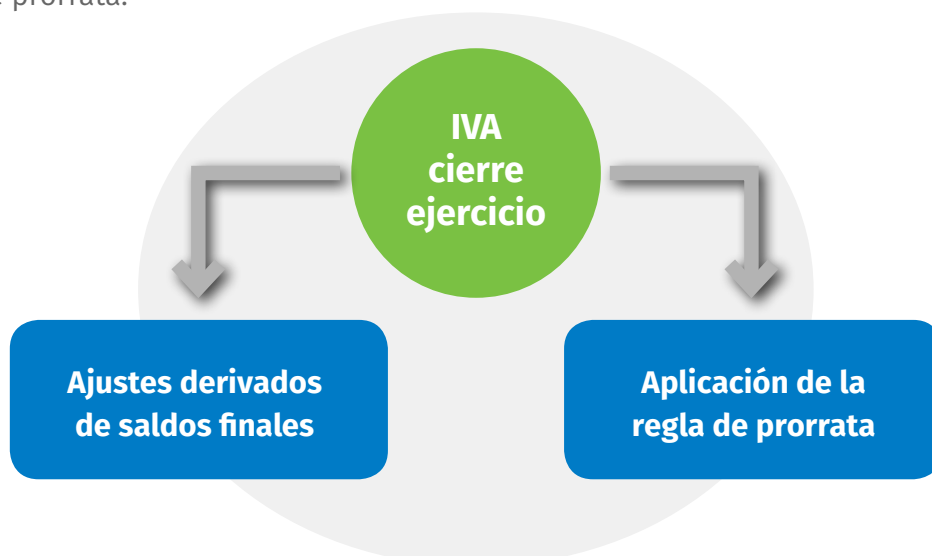 prorrata.
IVA
cierre
ejercicio
Ajustes derivados
de saldos finales
Aplicación de la
regla de prorrata